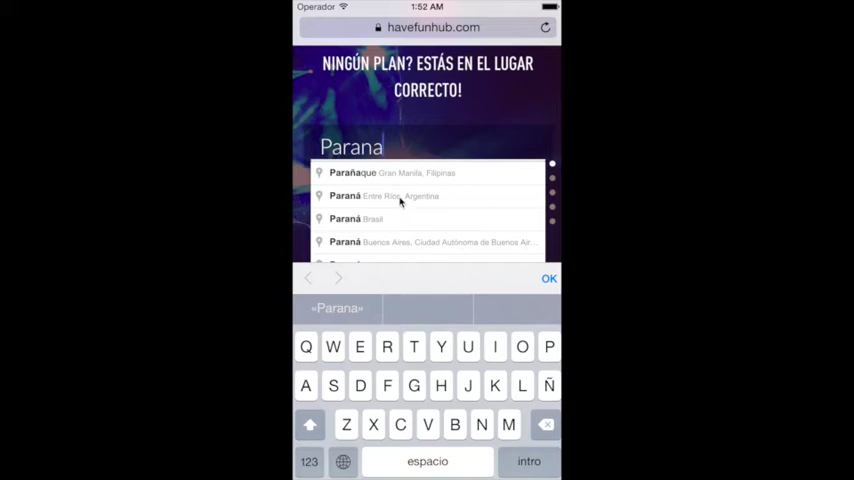 Operador 1:52 AM
havefunhub.com
NINGÚN PLAN? ESTÁS EN EL LUGAR
CORRECTO!
Parana
Parañaque Gran Manila, Filipinas
Paraná Entre Ríos, Argentina
Paraná Brasil
Paraná Buenos Aires, Ciudad Autónoma de Buenos Air...
OK
«Parana»
Q W E R T Y U I O P
A S D F G H J K L Ñ
Z X C V B N M
123 espacio intro